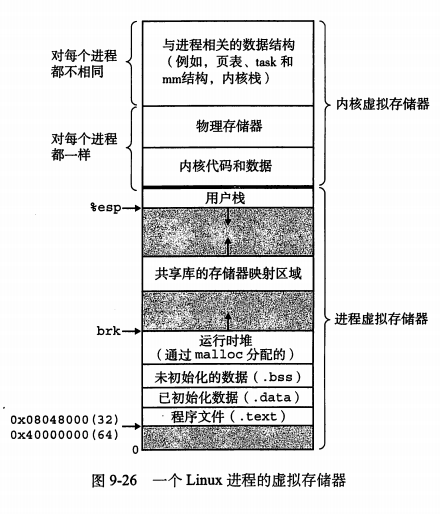 对每个进程
都不相同
与进程相关的数据结构
(例如，页表、task 和
mm结构，内核栈)
物理存储器
对每个进程
都一样
内核代码和数据
内核虚拟存储器
用户栈
%esp
共享库的存储器映射区域
brk
运行时堆
(通过 malloc 分配的)
未初始化的数据 (.bss)
已初始化数据 (.data)
程序文件 (.text)
进程虚拟存储器
0x08048000(32)
0x40000000(64)
0
图 9-26 一个 Linux 进程的虚拟存储器